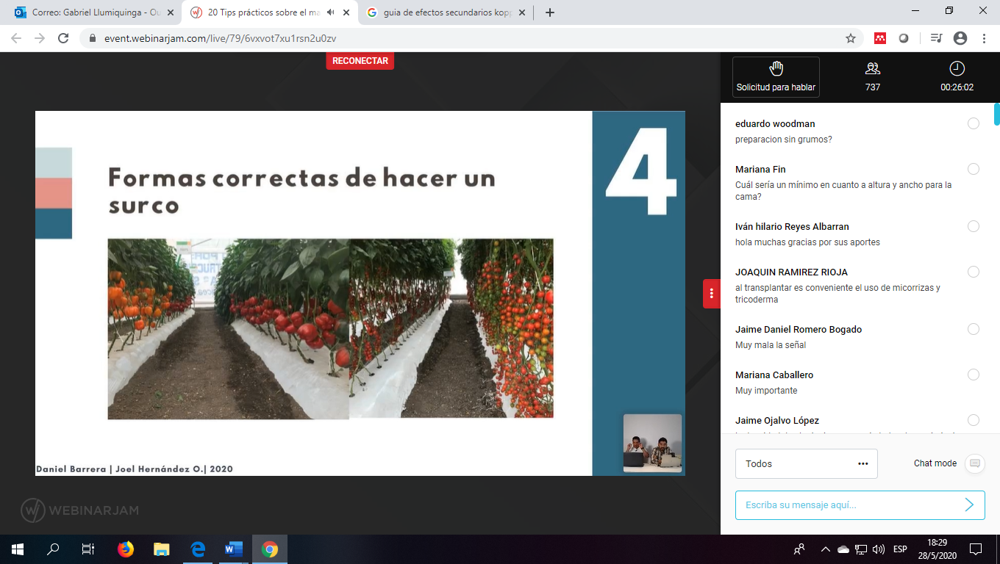 Correo: Gabriel Llumiquinga - Ou
20 Tips prácticos sobre el ma
guia de efectos secundarios kopp
event.webinarjam.com/live/79/6vxvot7xu1rsn2u0zv
RECONECTAR
Formas correctas de hacer un
surco
4
Daniel Barrera | Joel Hernández O.| 2020
WEBINARJAM
Solicitud para hablar
737
00:26:02
eduardo woodman
preparacion sin grumos?
Mariana Fin
Cuál sería un mínimo en cuanto a altura y ancho para la
cama?
Iván hilario Reyes Albarran
hola muchas gracias por sus aportes
JOAQUIN RAMIREZ RIOJA
al transplantar es conveniente el uso de micorrizas y
tricoderma
Jaime Daniel Romero Bogado
Muy mala la señal
Mariana Caballero
Muy importante
Jaime Ojalvo López
Todos
Chat mode
Escriba su mensaje aquí...
ESP
18:29
28/5/2020